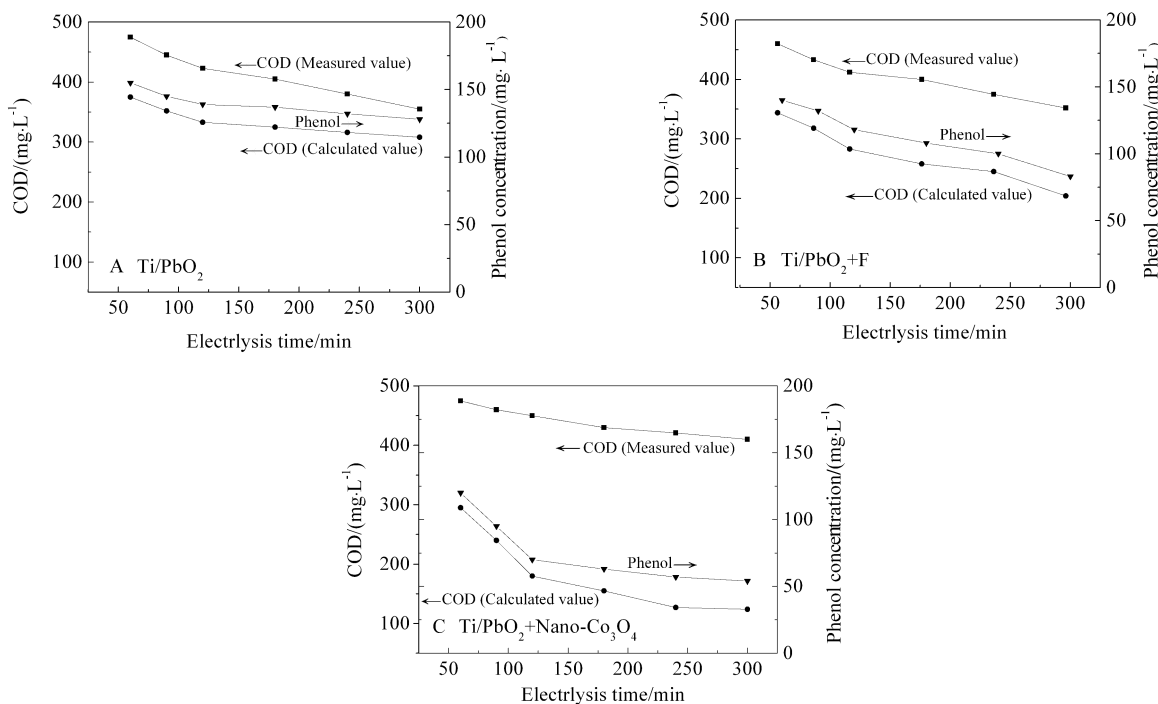 500
400
300
200
100
COD/(mg·L⁻¹)
COD (Measured value)
Phenol
COD (Calculated value)
A Ti/PbO₂
200
150
100
50
0
Phenol concentration/(mg·L⁻¹)
50 100 150 200 250 300
Electrlysis time/min
500
400
300
200
100
COD/(mg·L⁻¹)
COD (Measured value)
Phenol
COD (Calculated value)
B Ti/PbO₂+F
200
150
100
50
0
Phenol concentration/(mg·L⁻¹)
50 100 150 200 250 300
Electrlysis time/min
500
400
300
200
100
COD/(mg·L⁻¹)
COD (Measured value)
Phenol
COD (Calculated value)
C Ti/PbO₂+Nano-Co₃O₄
200
150
100
50
0
Phenol concentration/(mg·L⁻¹)
50 100 150 200 250 300
Electrlysis time/min